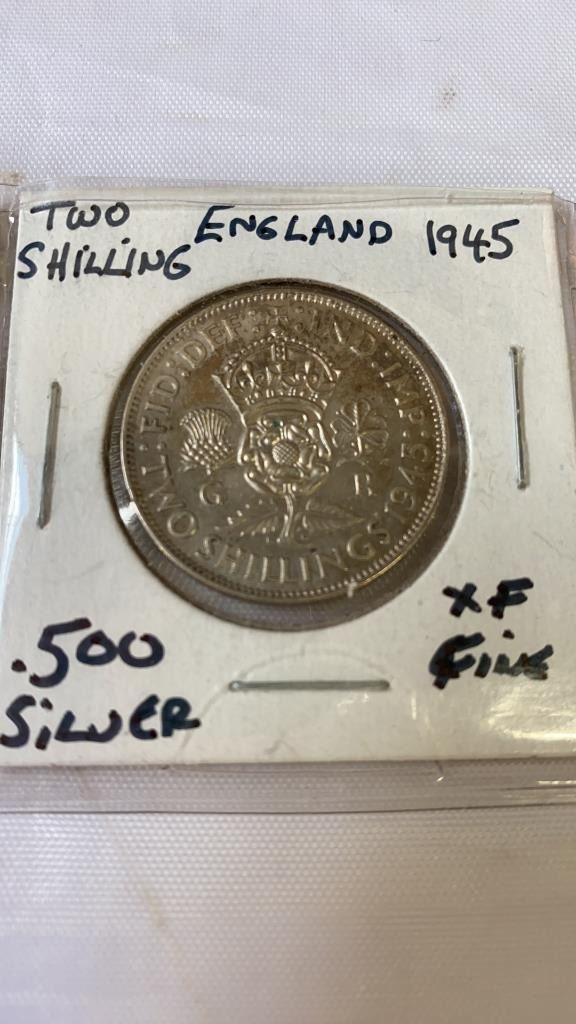 TWO
SHILLING
ENGLAND 1945
FID: DEF: IND: IMP
G R
TWO SHILLINGS 1945
.500
SILVER
XF
FINE